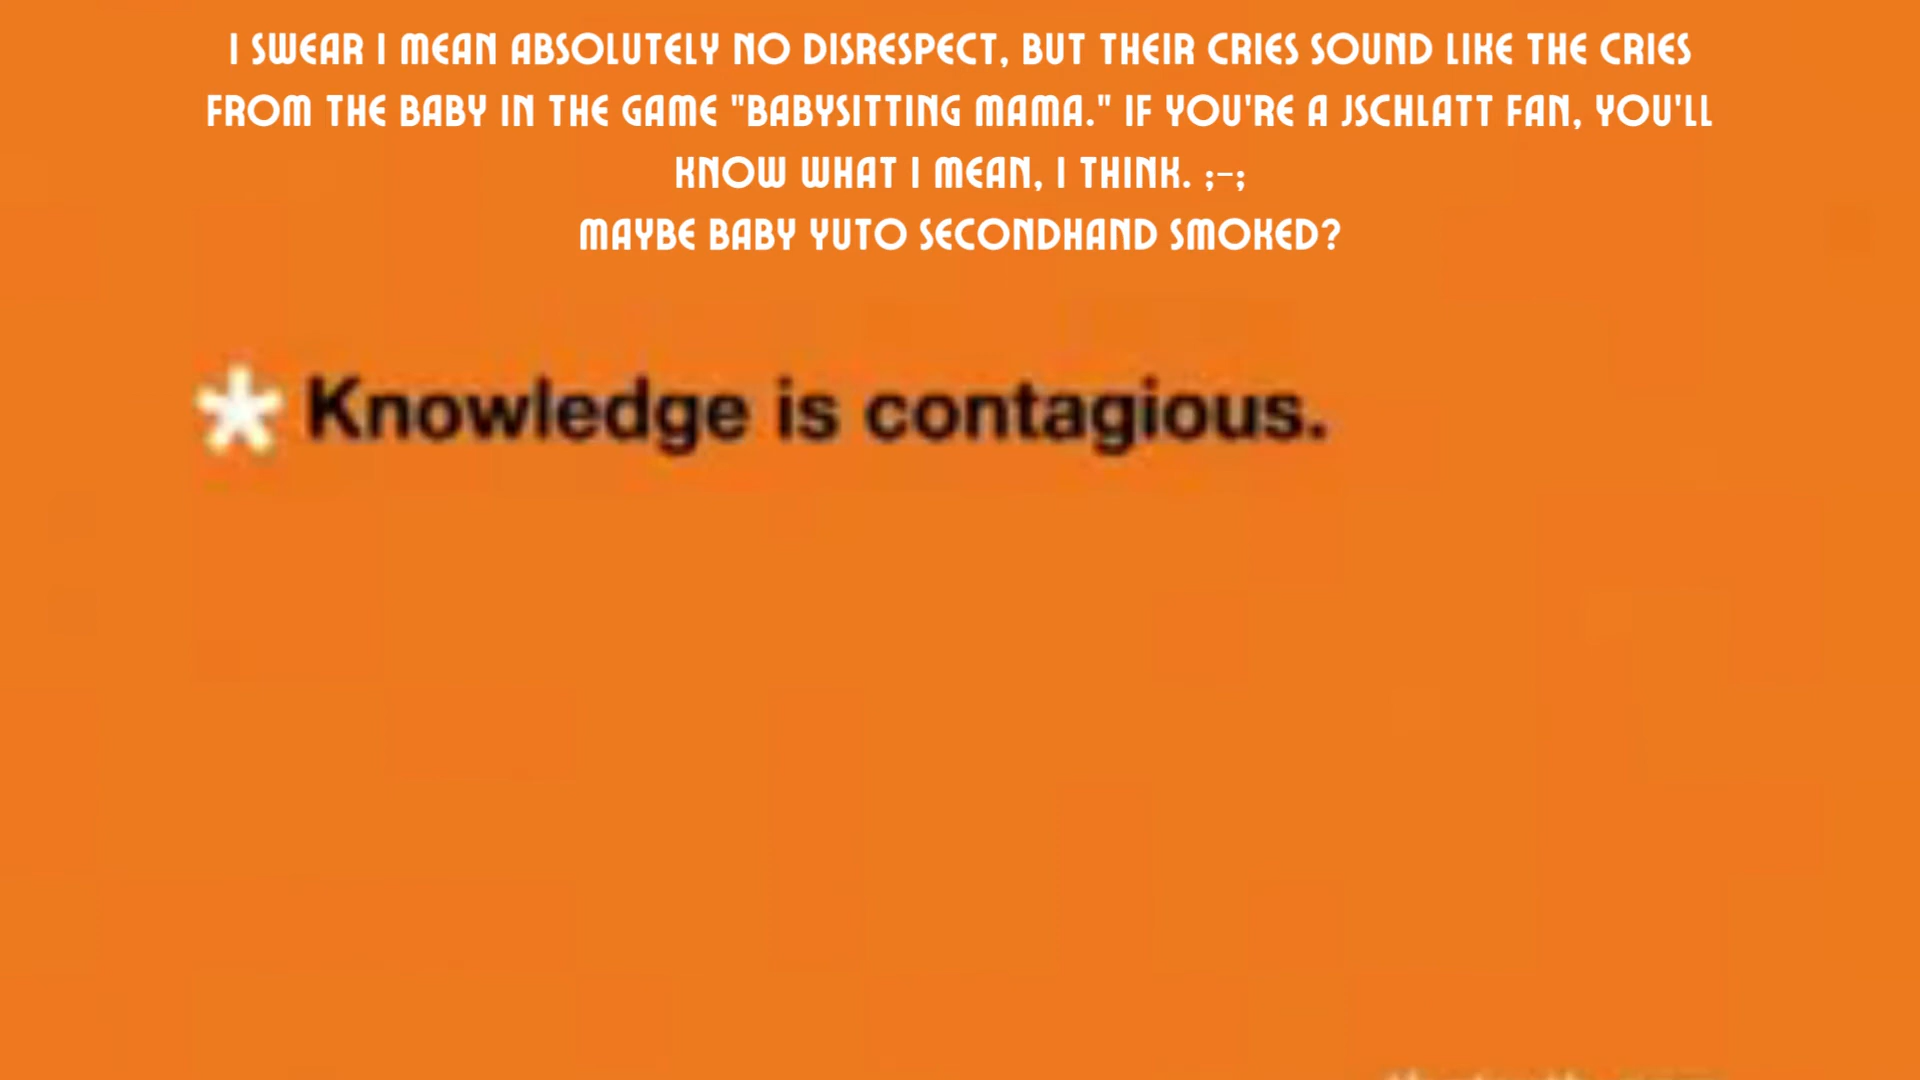 I SWEAR I MEAN ABSOLUTELY NO DISRESPECT, BUT THEIR CRIES SOUND LIKE THE CRIES
FROM THE BABY IN THE GAME "BABYSITTING MAMA." IF YOU'RE A JSCHLATT FAN, YOU'LL
KNOW WHAT I MEAN, I THINK. ;-;
MAYBE BABY YUTO SECONDHAND SMOKED?
* Knowledge is contagious.